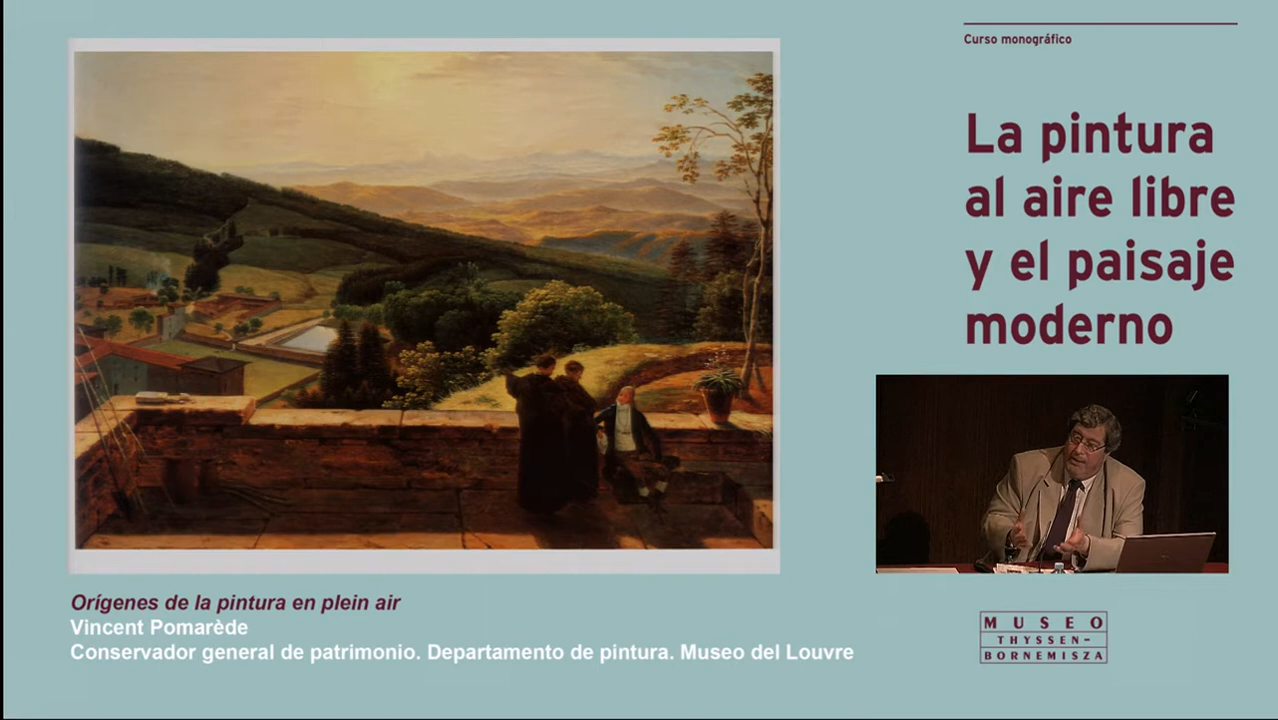 Curso monográfico
La pintura
al aire libre
y el paisaje
moderno
Orígenes de la pintura en plein air
Vincent Pomarède
Conservador general de patrimonio. Departamento de pintura. Museo del Louvre
MUSEO
THYSSEN-
BORNEMISZA